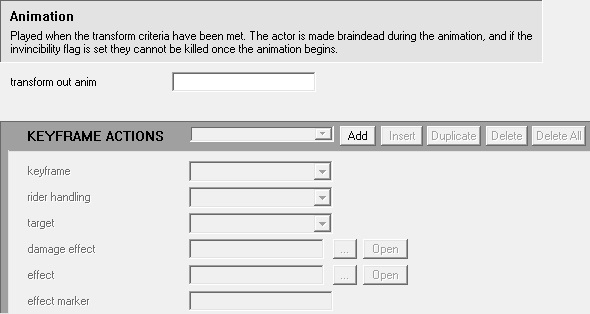 Animation
Played when the transform criteria have been met. The actor is made braindead during the animation, and if the
invincibility flag is set they cannot be killed once the animation begins.
transform out anim
KEYFRAME ACTIONS Add Insert Duplicate Delete Delete All
keyframe
rider handling
target
damage effect ... Open
effect ... Open
effect marker